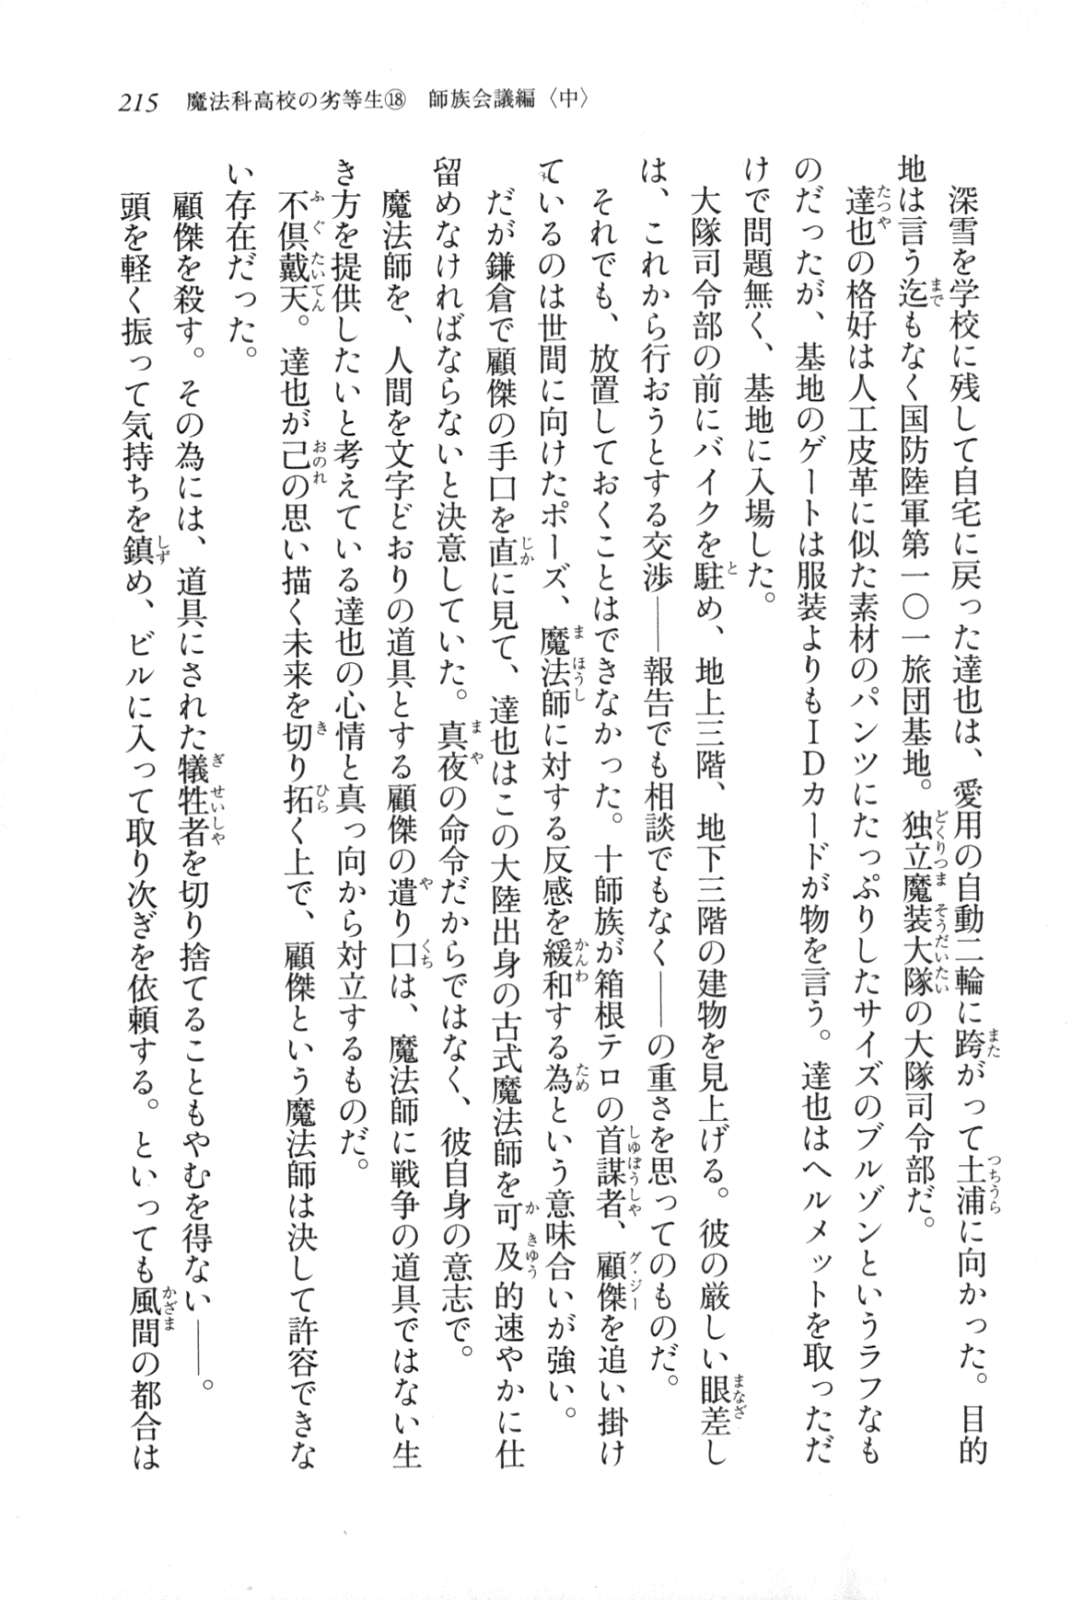 215 魔法科高校の劣等生⑱ 師族会議編〈中〉
深雪を学校に残して自宅に戻った達也は、愛用の自動二輪に跨がって土浦に向かった。目的
地は言う迄もなく国防陸軍第一〇一旅団基地。独立魔装大隊の大隊司令部だ。
達也の格好は人工皮革に似た素材のパンツにたっぷりしたサイズのブルゾンというラフなも
のだったが、基地のゲートは服装よりもIDカードが物を言う。達也はヘルメットを取っただ
けで問題無く、基地に入場した。
大隊司令部の前にバイクを駐め、地上三階、地下三階の建物を見上げる。彼の厳しい眼差し
は、これから行おうとする交渉――報告でも相談でもなく――の重さを思ってのものだ。
それでも、放置しておくことはできなかった。十師族が箱根テロの首謀者、顧傑を追い掛け
ているのは世間に向けたポーズ、魔法師に対する反感を緩和する為という意味合いが強い。
だが鎌倉で顧傑の手口を直に見て、達也はこの大陸出身の古式魔法師を可及的速やかに仕
留めなければならないと決意していた。真夜の命令だからではなく、彼自身の意志で。
魔法師を、人間を文字どおりの道具とする顧傑の遣り口は、魔法師に戦争の道具ではない生
き方を提供したいと考えている達也の心情と真っ向から対立するものだ。
不倶戴天。達也が己の思い描く未来を切り拓く上で、顧傑という魔法師は決して許容できな
い存在だった。
顧傑を殺す。その為には、道具にされた犠牲者を切り捨てることもやむを得ない――。
頭を軽く振って気持ちを鎮め、ビルに入って取り次ぎを依頼する。といっても風間の都合は